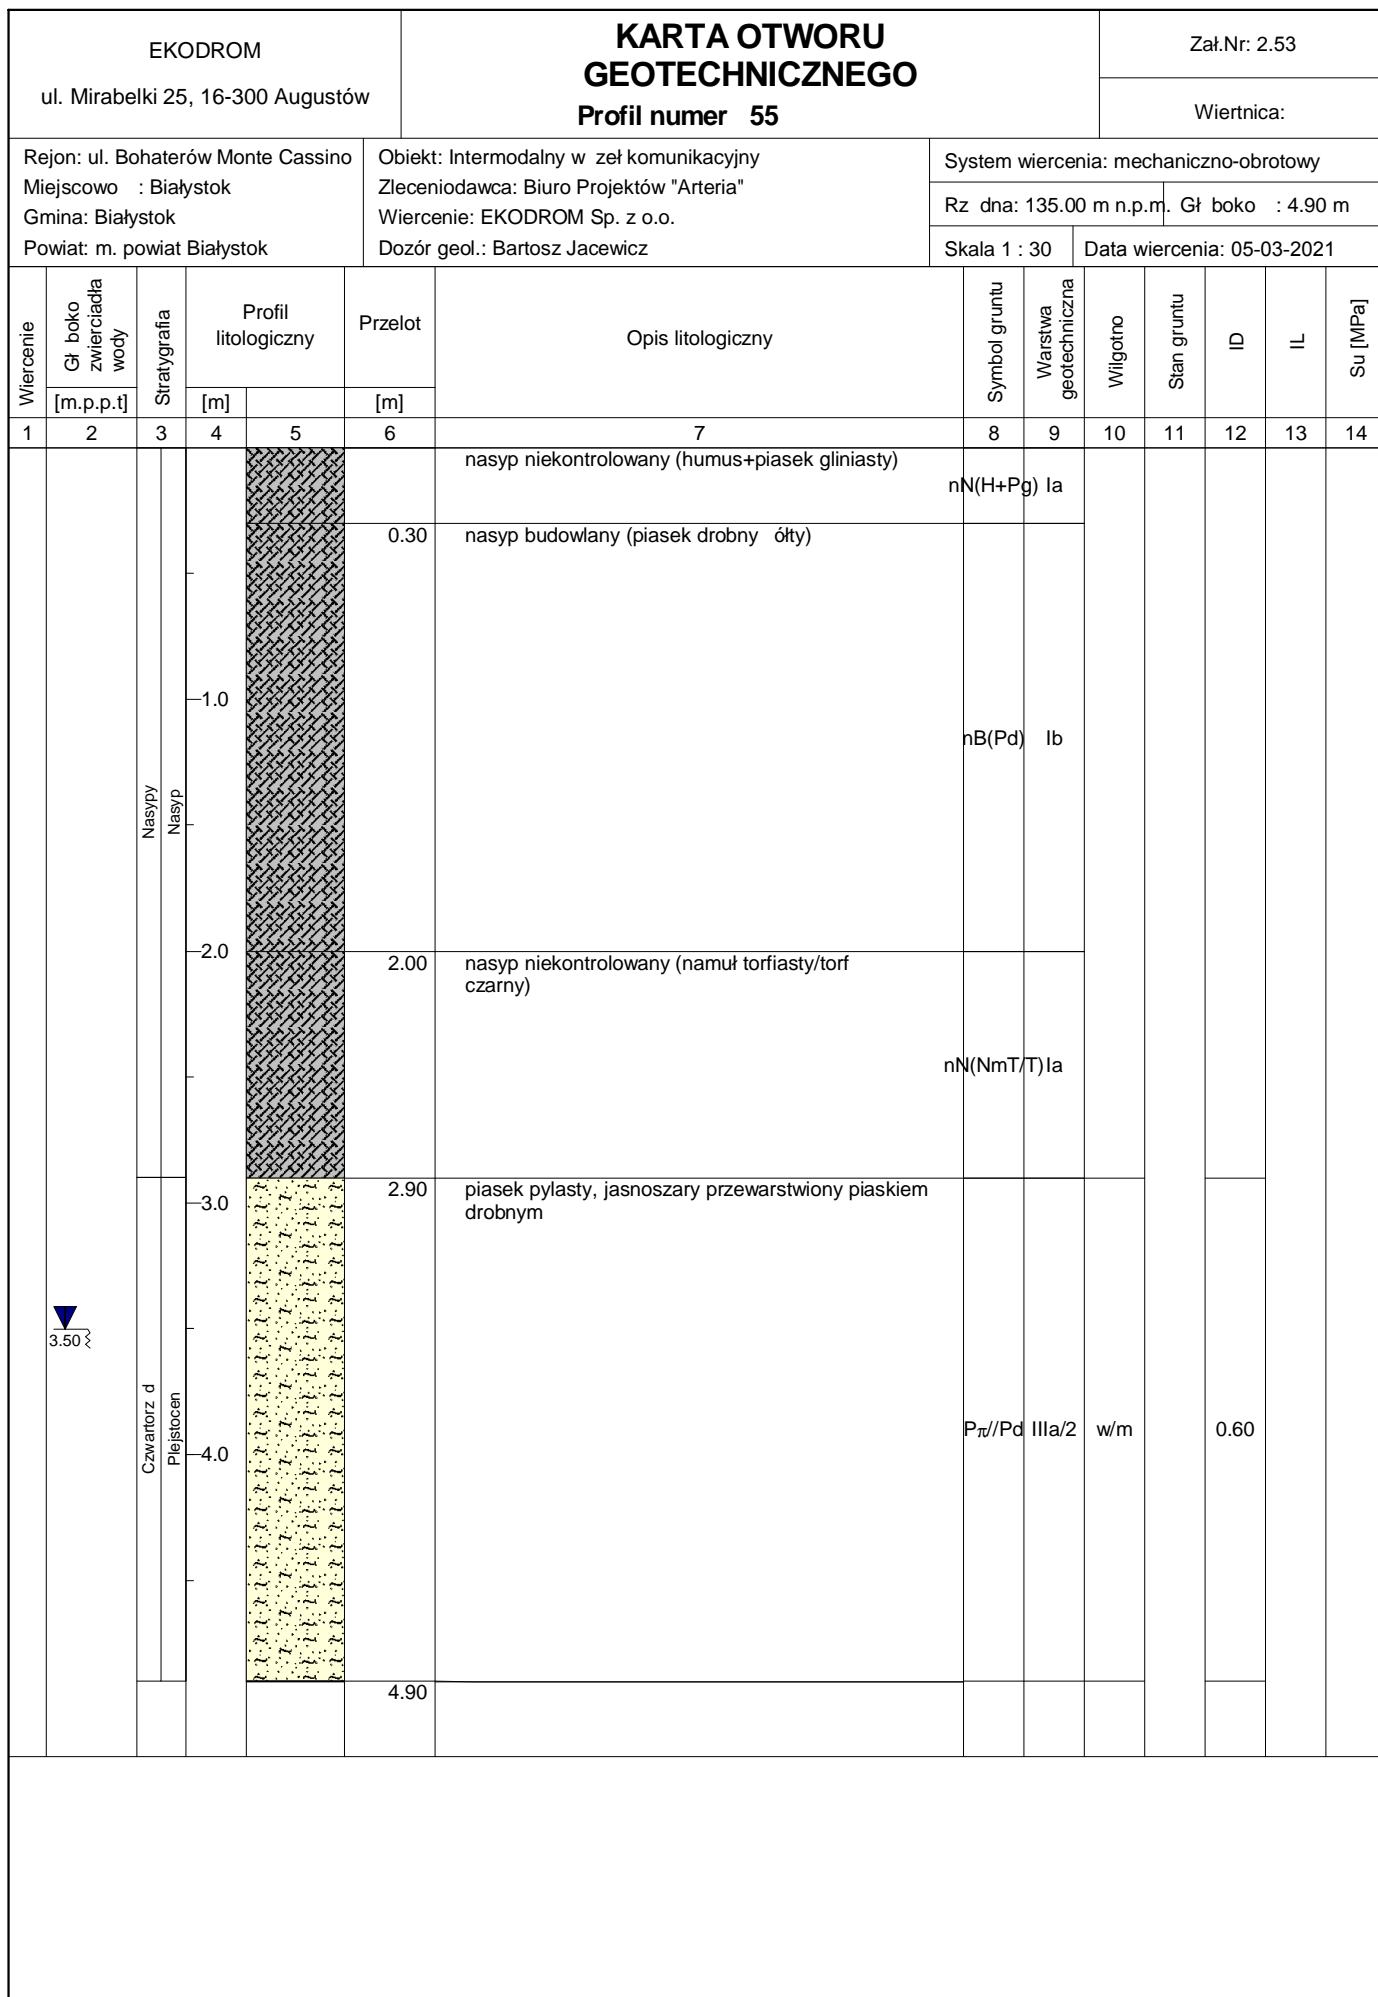 EKODROM
ul. Mirabelki 25, 16-300 Augustów
KARTA OTWORU
GEOTECHNICZNEGO
Profil numer 55
Zał.Nr: 2.53
Wiertnica:
Rejon: ul. Bohaterów Monte Cassino
Miejscowo : Białystok
Gmina: Białystok
Powiat: m. powiat Białystok
Obiekt: Intermodalny w zeł komunikacyjny
Zleceniodawca: Biuro Projektów "Arteria"
Wiercenie: EKODROM Sp. z o.o.
Dozór geol.: Bartosz Jacewicz
System wiercenia: mechaniczno-obrotowy
Rz dna: 135.00 m n.p.m. Gł boko : 4.90 m
Skala 1 : 30 Data wiercenia: 05-03-2021
Wiercenie
Gł boko
zwierciadła
wody
[m.p.p.t]
Stratygrafia
Profil
litologiczny
[m]
Przelot
[m]
Opis litologiczny
Symbol gruntu
Warstwa
geotechniczna
Wilgotno
Stan gruntu
ID
IL
Su [MPa]
1 2 3 4 5 6 7 8 9 10 11 12 13 14
nasyp niekontrolowany (humus+piasek gliniasty)
nN(H+Pg) Ia
0.30 nasyp budowlany (piasek drobny ółty)
1.0
nB(Pd) Ib
Nasypy
Nasyp
2.0
2.00 nasyp niekontrolowany (namuł torfiasty/torf
czarny)
nN(NmT/T) Ia
2.90 piasek pylasty, jasnoszary przewarstwiony piaskiem
drobnym
3.0
3.50
Czwartorz d
Plejstocen
4.0
Pπ//Pd IIIa/2 w/m 0.60
4.90